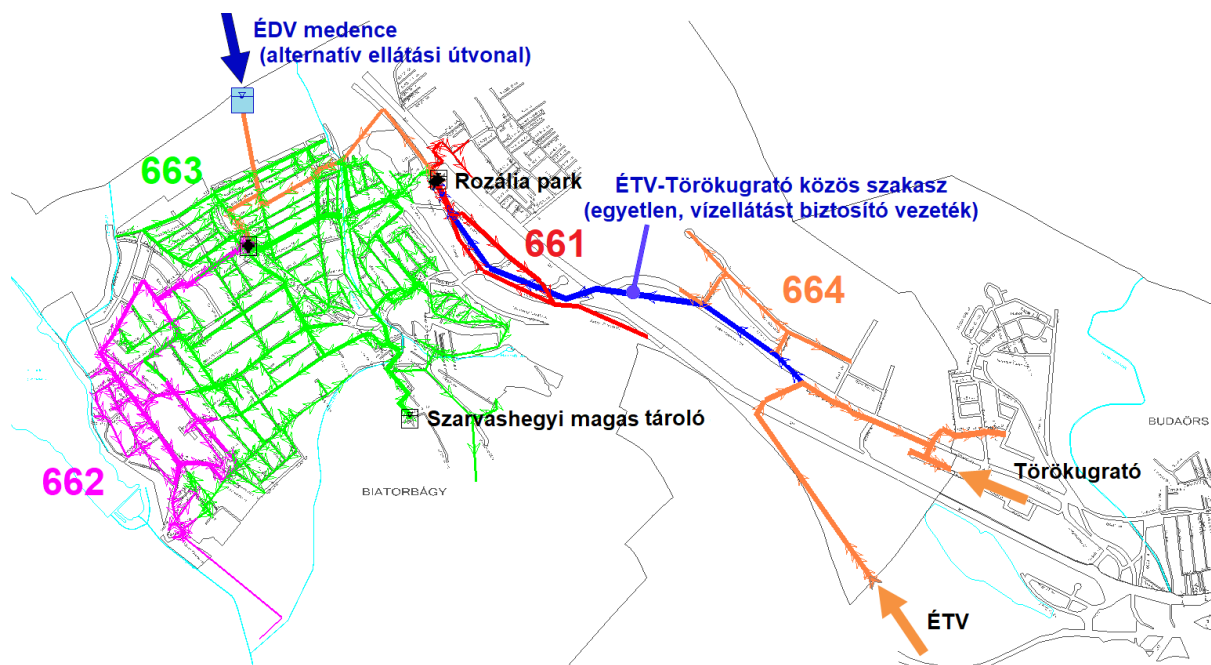 ÉDV medence
(alternatív ellátási útvonal)
663
Rozália park
ÉTV-Törökugrató közös szakasz
(egyetlen, vízellátást biztosító vezeték)
661
664
Szarvashegyi magas tároló
BUDAÖRS
662
BIATORBÁGY
Törökugrató
ÉTV